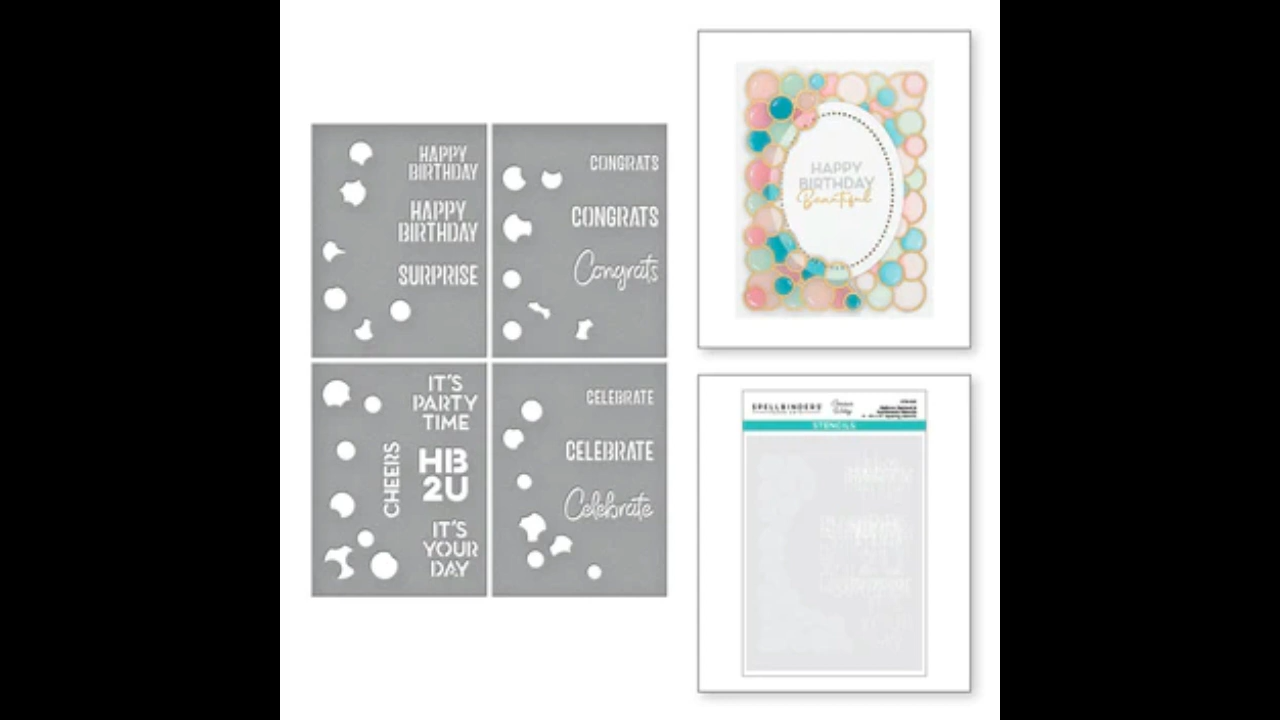 HAPPY
BIRTHDAY
HAPPY
BIRTHDAY
SURPRISE
CONGRATS
CONGRATS
Congrats
IT'S
PARTY
TIME
CHEERS
HB
2U
IT'S
YOUR
DAY
CELEBRATE
CELEBRATE
Celebrate
HAPPY
BIRTHDAY
Beautiful
SPELLBINDERS
STENCILS